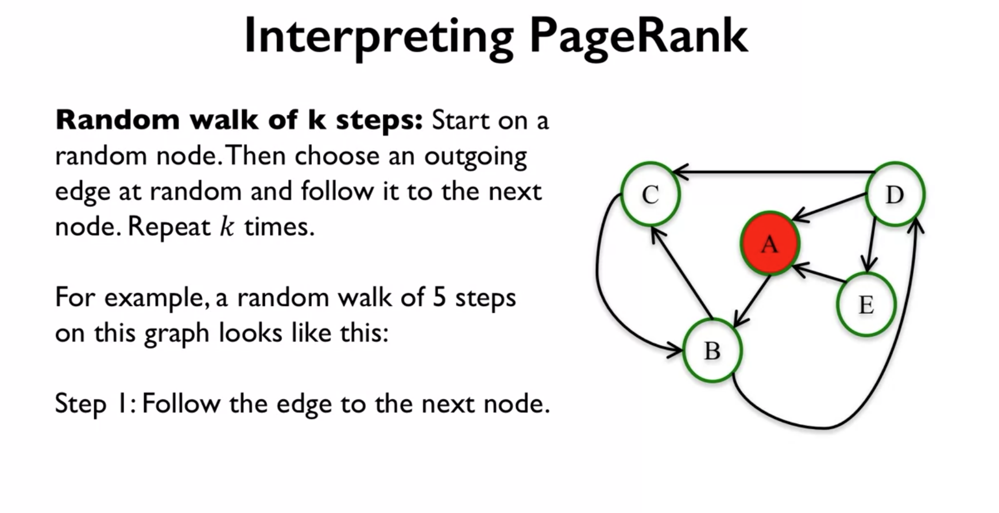 Interpreting PageRank
Random walk of k steps: Start on a
random node. Then choose an outgoing
edge at random and follow it to the next
node. Repeat k times.
For example, a random walk of 5 steps
on this graph looks like this:
Step 1: Follow the edge to the next node.
C
D
A
E
B